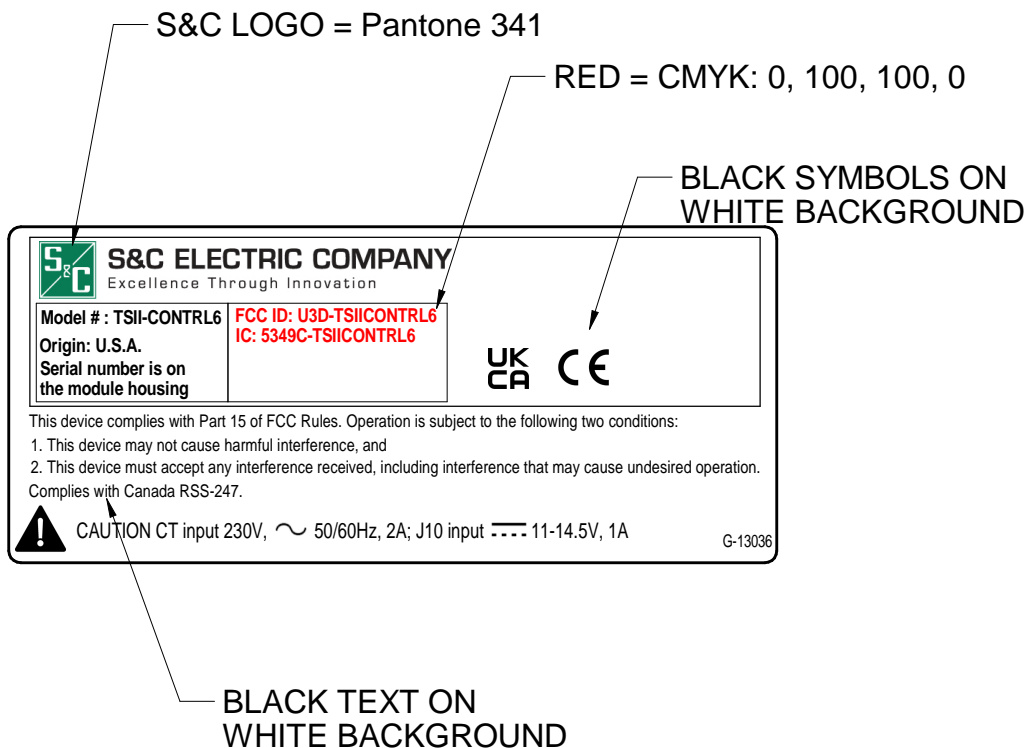 S&C LOGO = Pantone 341
RED = CMYK: 0, 100, 100, 0
BLACK SYMBOLS ON
WHITE BACKGROUND
S&C
S&C ELECTRIC COMPANY
Excellence Through Innovation
Model # : TSII-CONTRL6
Origin: U.S.A.
Serial number is on
the module housing
FCC ID: U3D-TSIICONTRL6
IC: 5349C-TSIICONTRL6
UK
CA
CE
This device complies with Part 15 of FCC Rules. Operation is subject to the following two conditions:
1. This device may not cause harmful interference, and
2. This device must accept any interference received, including interference that may cause undesired operation.
Complies with Canada RSS-247.
CAUTION CT input 230V, 50/60Hz, 2A; J10 input 11-14.5V, 1A
G-13036
BLACK TEXT ON
WHITE BACKGROUND